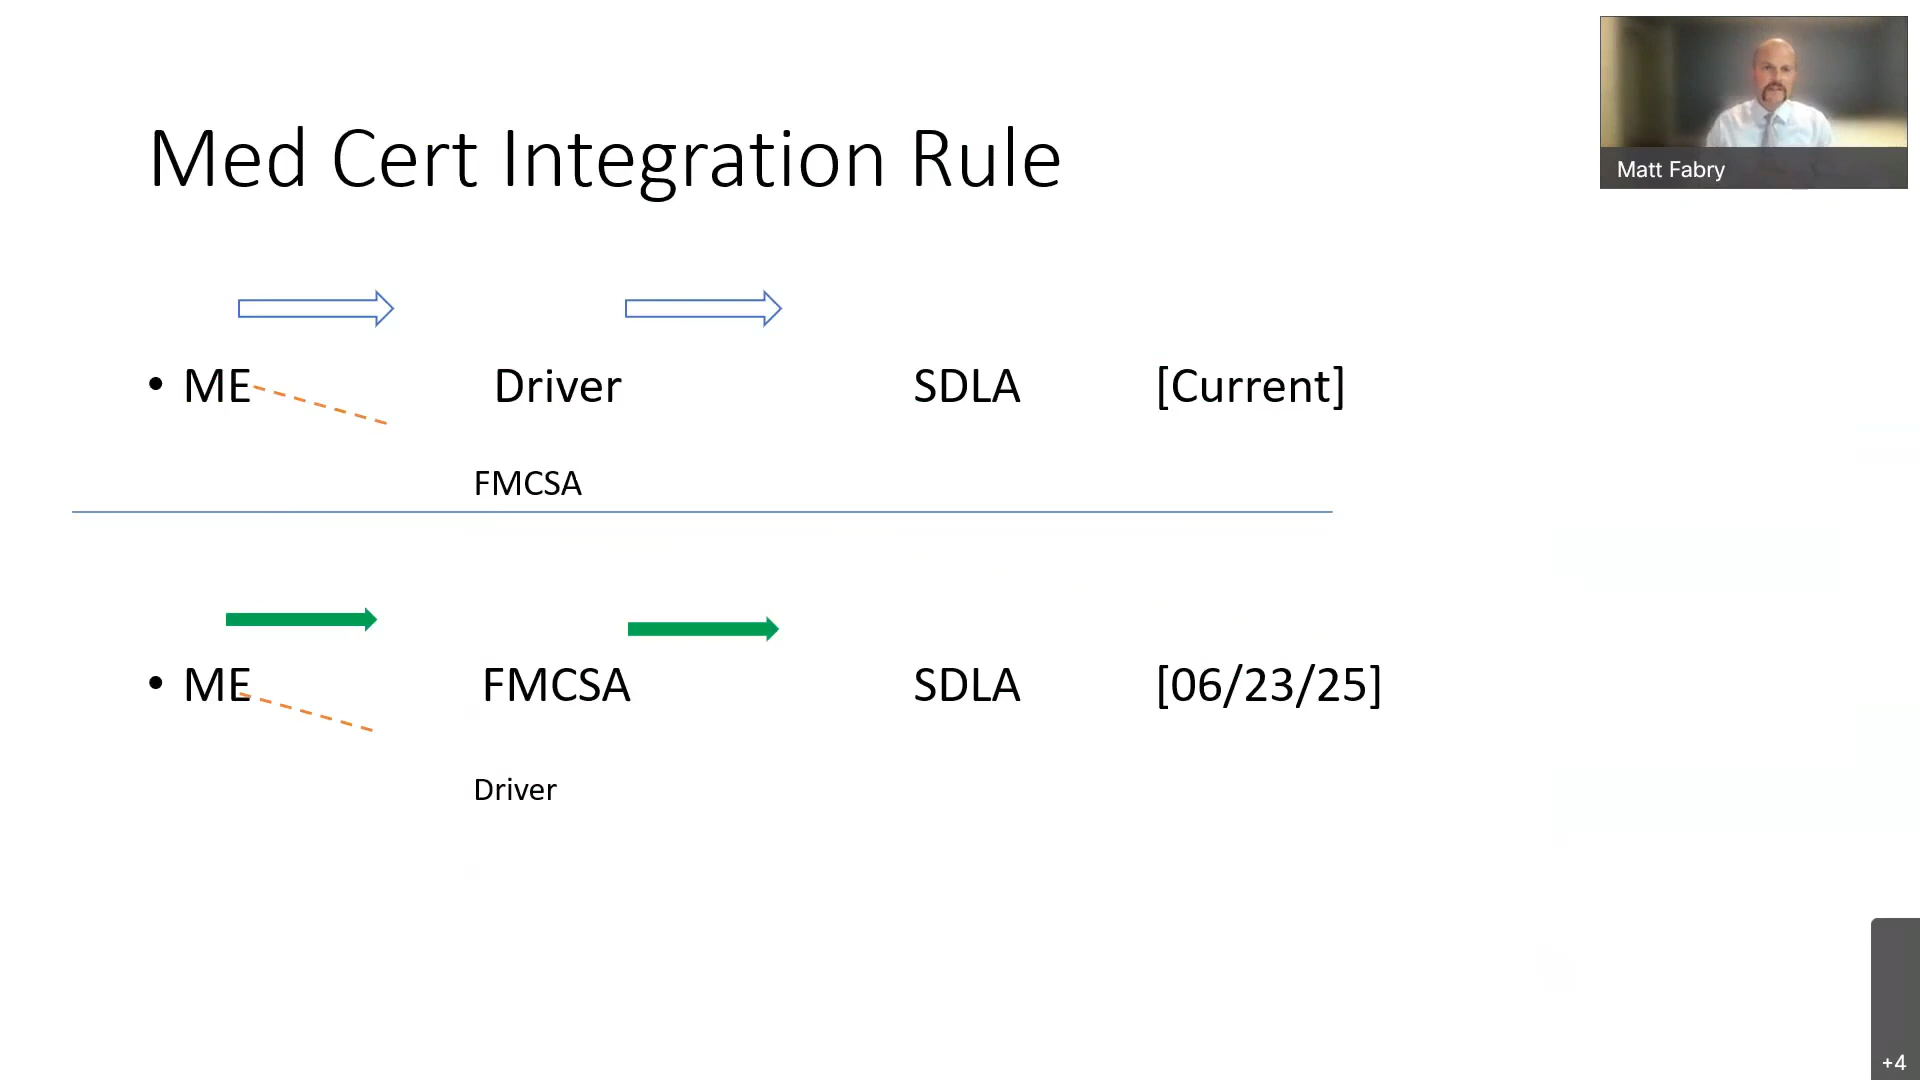 Med Cert Integration Rule
Matt Fabry
• ME Driver SDLA [Current]
FMCSA
• ME FMCSA SDLA [06/23/25]
Driver
+4